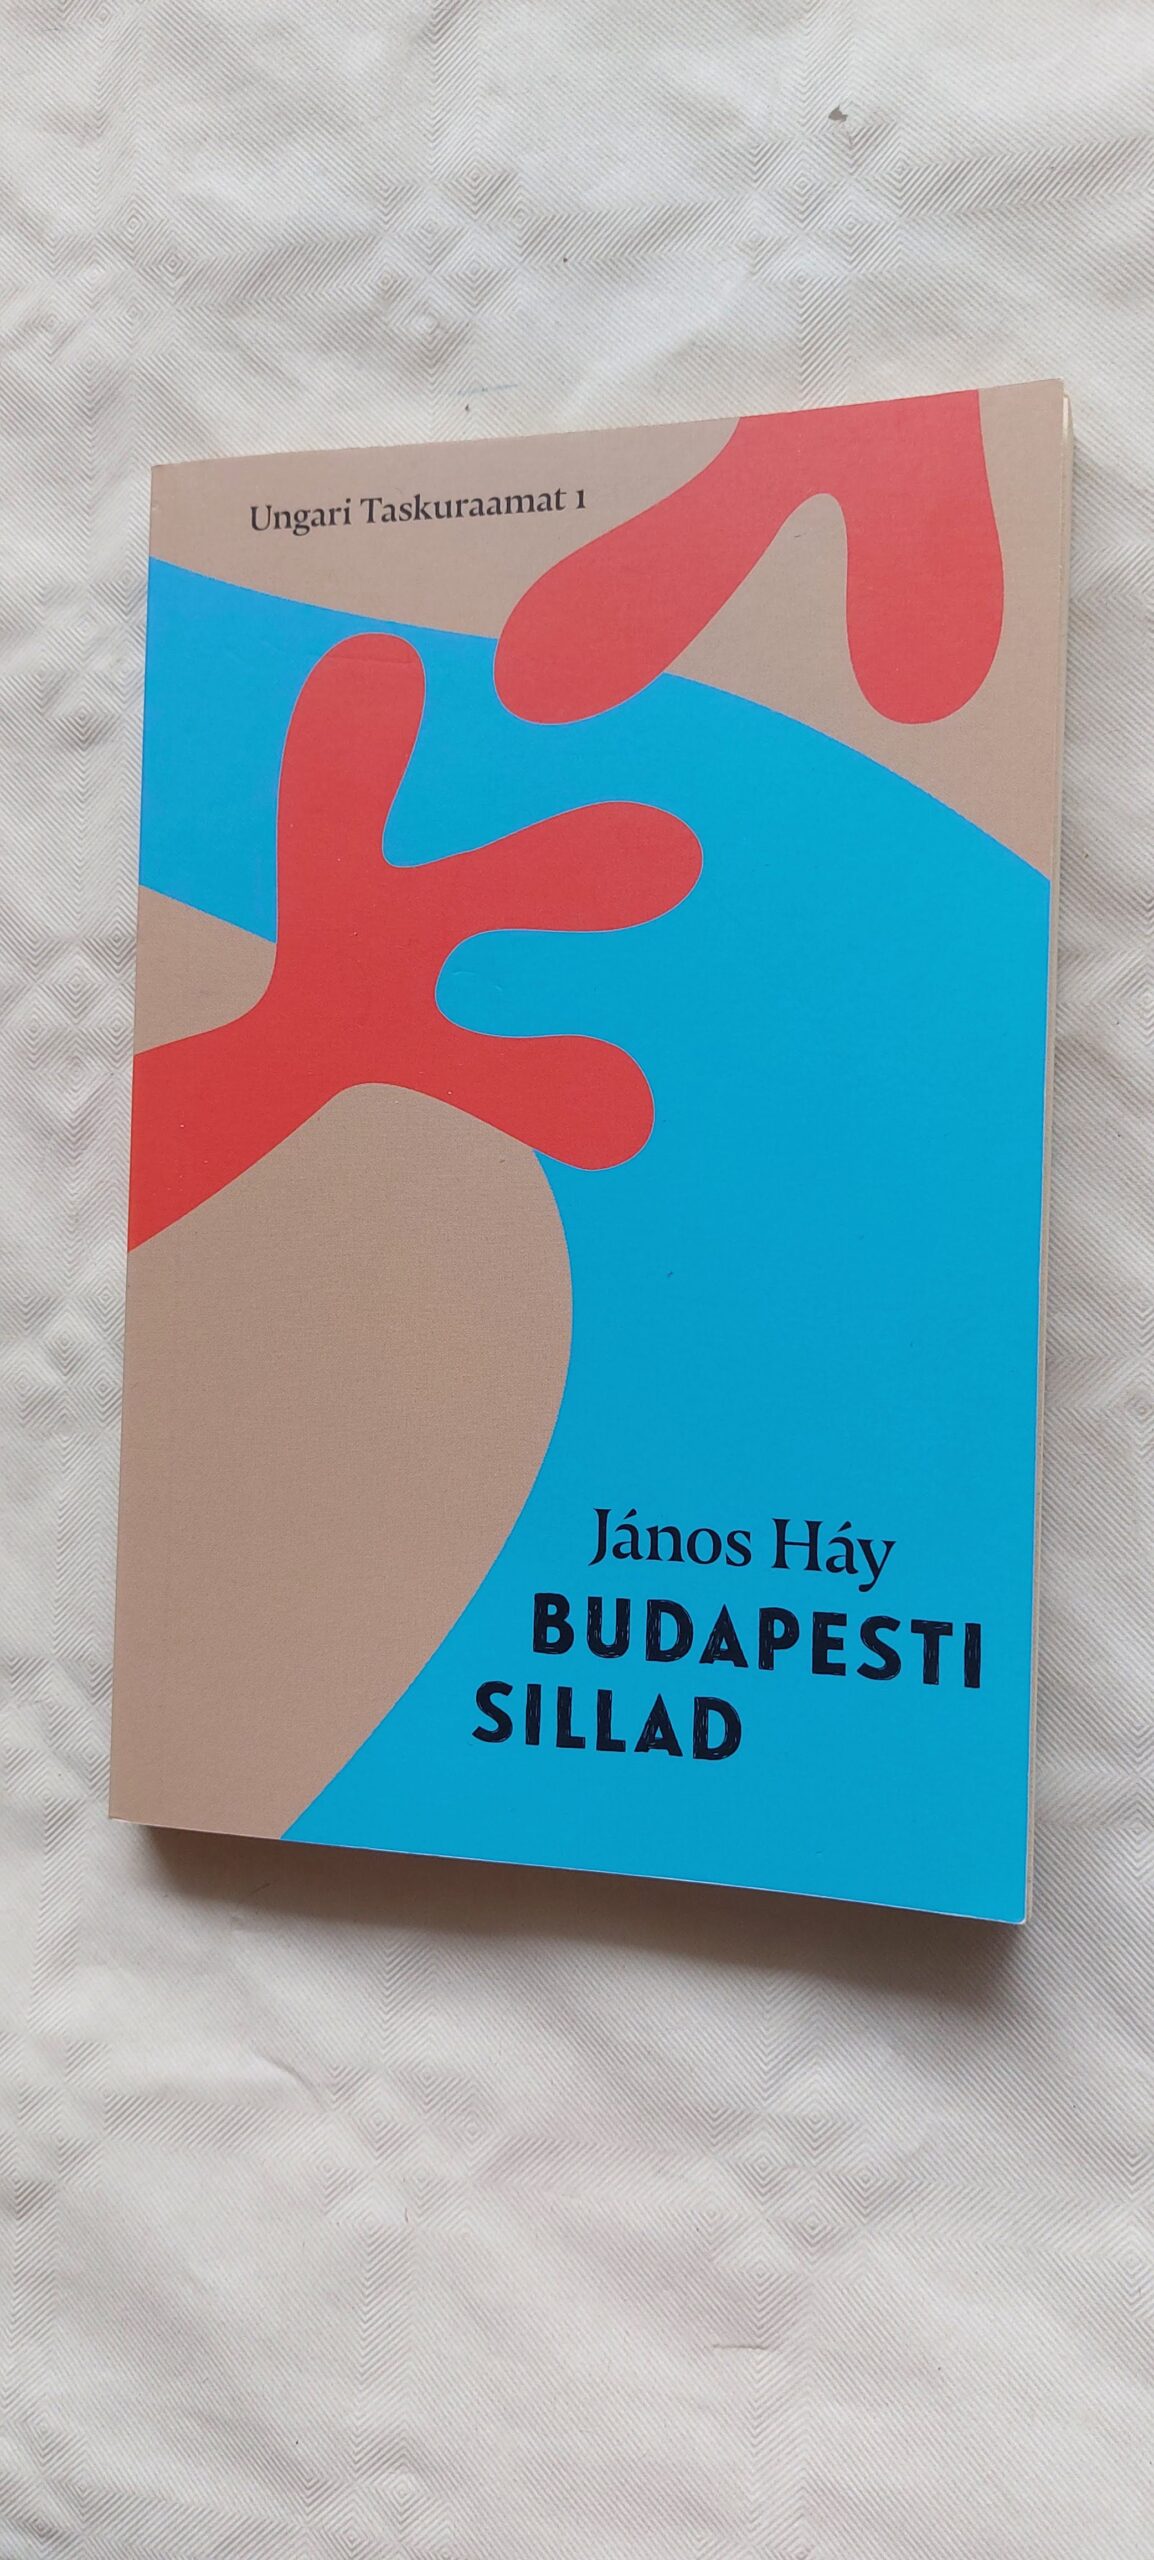 Ungari Taskuraamat 1
János Háy
BUDAPESTI
SILLAD